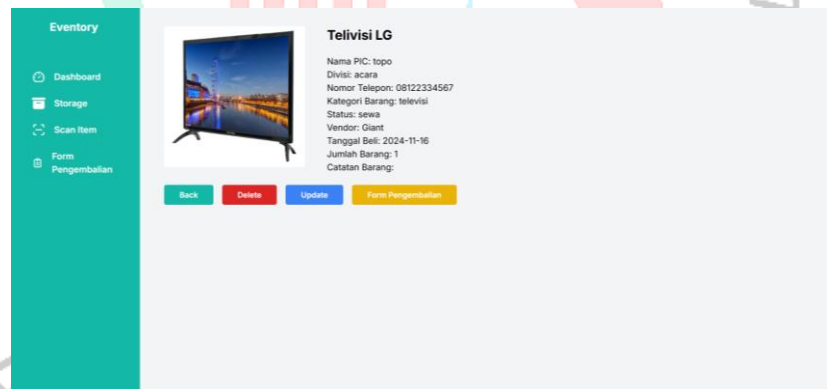 Eventory
Dashboard
Storage
Scan Item
Form
Pengembalian
Telivisi LG
Nama PIC: topo
Divisi: acara
Nomor Telepon: 08122334567
Kategori Barang: televisi
Status: sewa
Vendor: Giant
Tanggal Beli: 2024-11-16
Jumlah Barang: 1
Catatan Barang:
Back
Delete
Update
Form Pengembalian